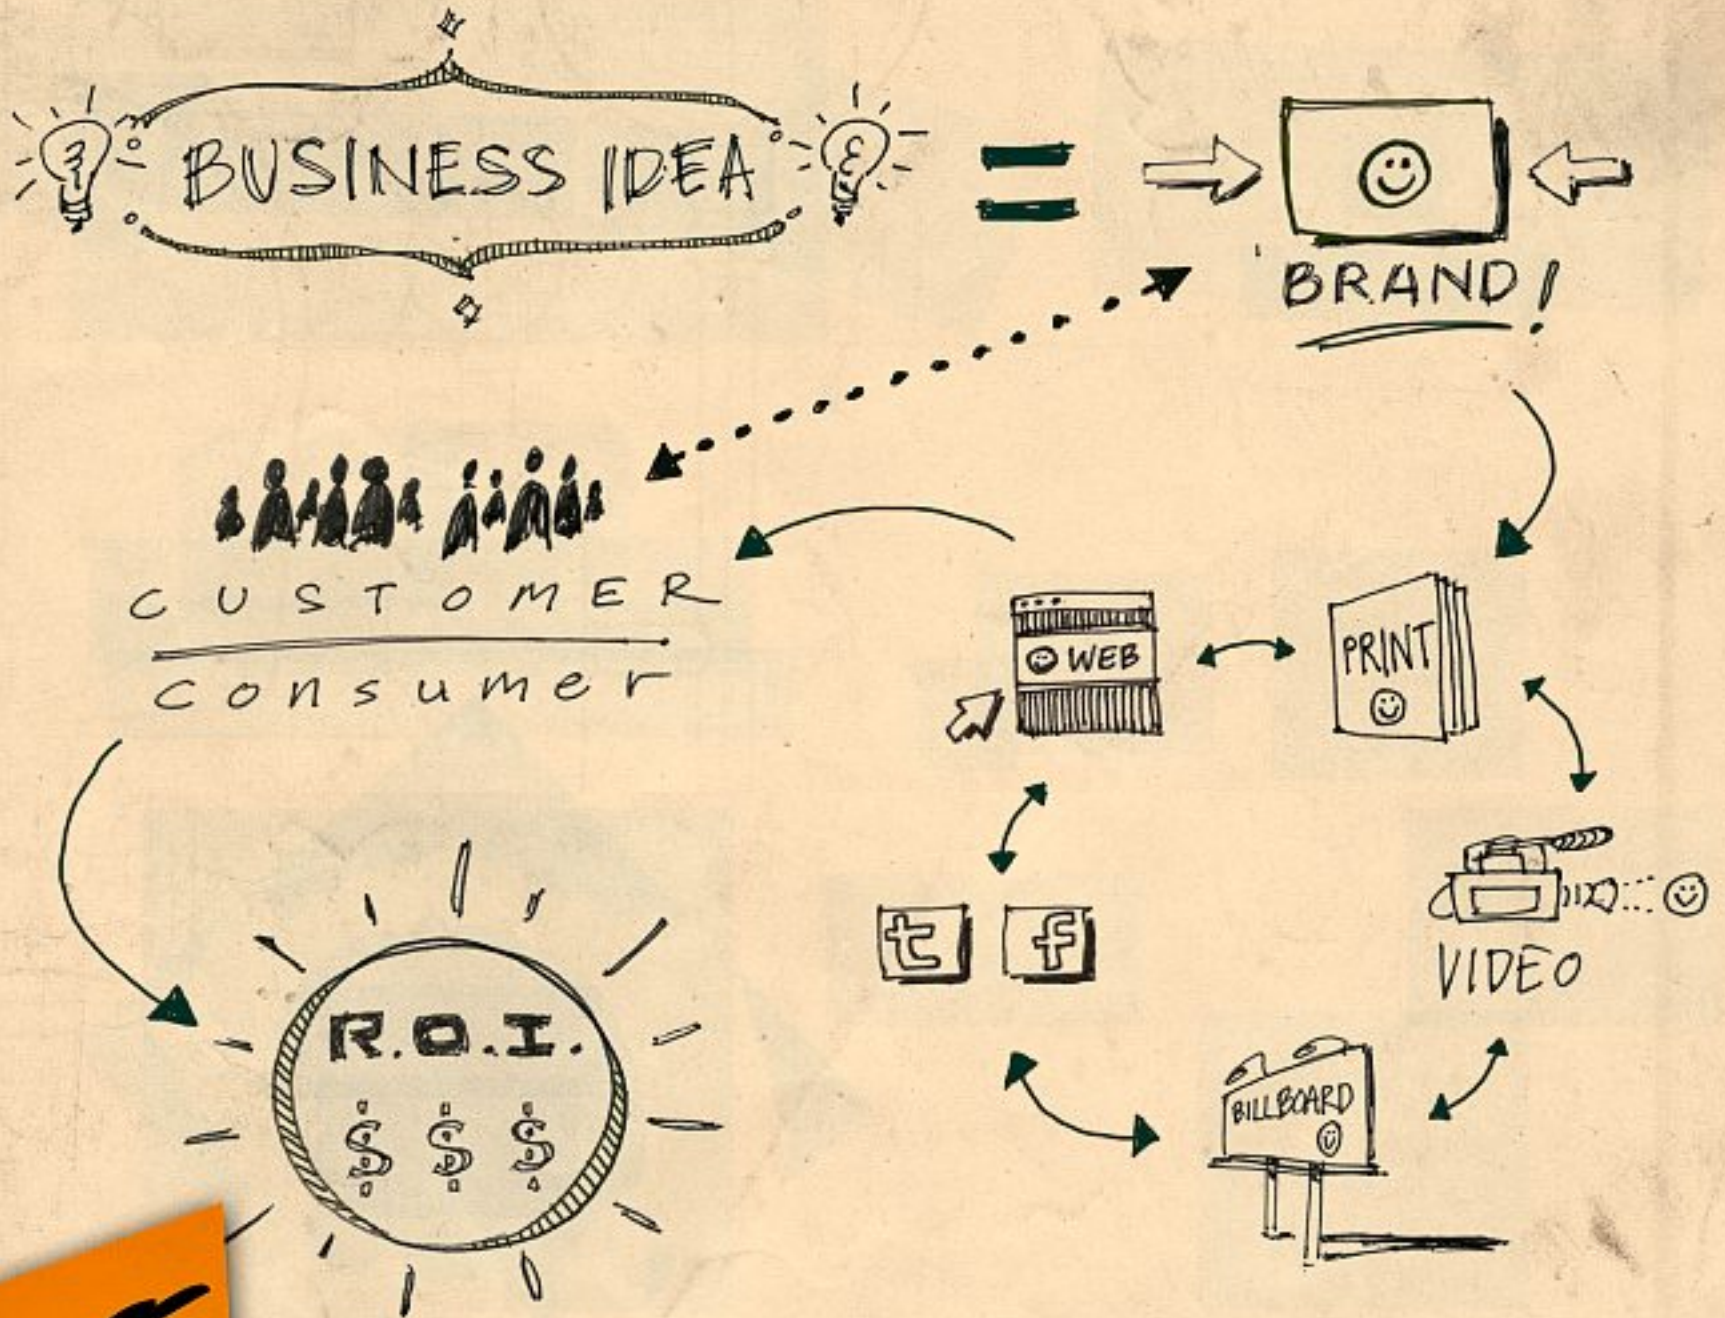 BUSINESS IDEA
=
BRAND!
CUSTOMER
consumer
WEB
PRINT
t f
VIDEO
R.O.I.
$ $ $
BILLBOARD